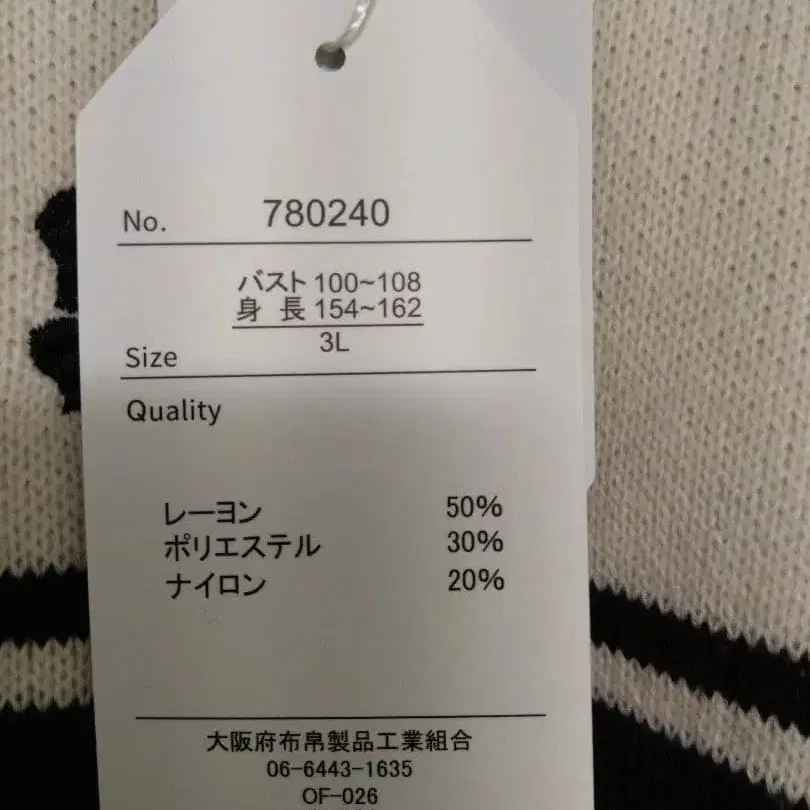 No. 780240
バスト 100~108
身 長 154~162
3L
Size
Quality
レーヨン 50%
ポリエステル 30%
ナイロン 20%
大阪府布帛製品工業組合
06-6443-1635
OF-026